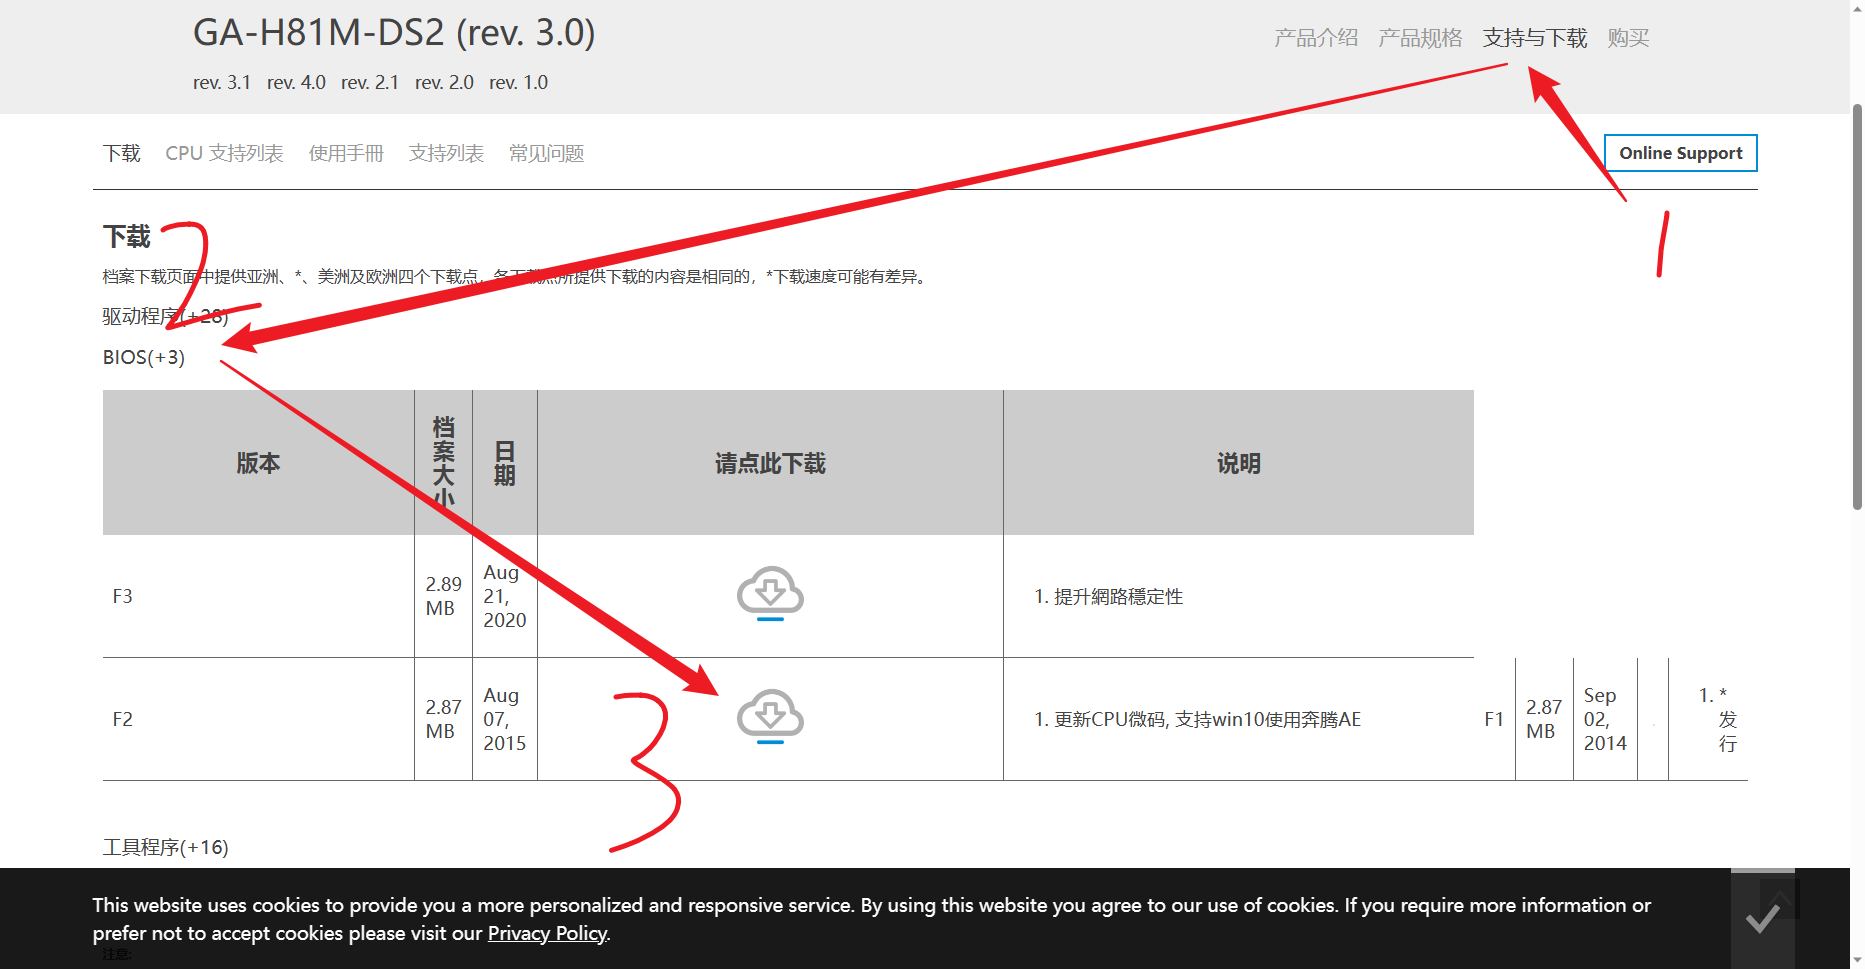 GA-H81M-DS2 (rev. 3.0)
产品介绍 产品规格 支持与下载 购买
rev. 3.1 rev. 4.0 rev. 2.1 rev. 2.0 rev. 1.0
下载 CPU 支持列表 使用手冊 支持列表 常见问题
Online Support
1
下载
2
档案下载页面中提供亚洲、*、美洲及欧洲四个下载点，各下载点所提供下载的内容是相同的，*下载速度可能有差异。
驱动程序(+28)
BIOS(+3)
版本 档案大小 日期 请点此下载 说明
F3 2.89 MB Aug 21, 2020 1. 提升網路穩定性
F2 2.87 MB Aug 07, 2015 1. 更新CPU微码, 支持win10使用奔腾AE F1 2.87 MB Sep 02, 2014 1. * 发行
3
工具程序(+16)
This website uses cookies to provide you a more personalized and responsive service. By using this website you agree to our use of cookies. If you require more information or
prefer not to accept cookies please visit our Privacy Policy.
注意: